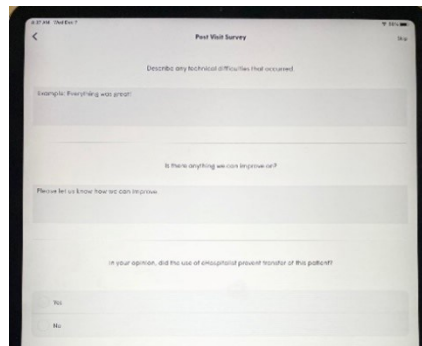 Post Visit Survey
Skip
Describe any technical difficulties that occurred.
Example: Everything was great!
Is there anything we can improve on?
Please let us know how we can improve.
In your opinion, did the use of eHospitalist prevent transfer of this patient?
Yes
No